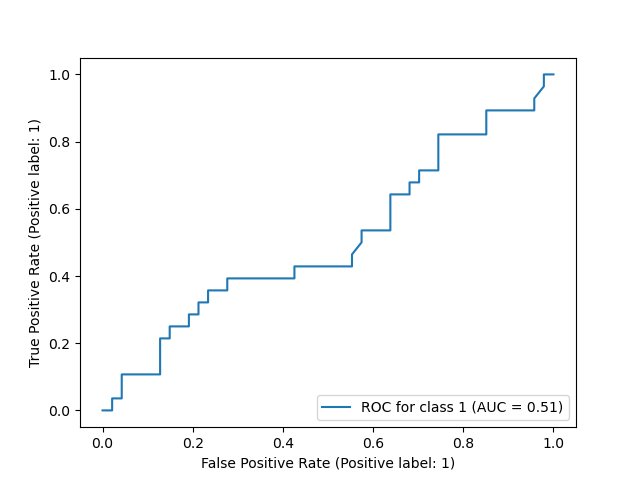 1.0
0.8
0.6
0.4
0.2
0.0
True Positive Rate (Positive label: 1)
ROC for class 1 (AUC = 0.51)
0.0 0.2 0.4 0.6 0.8 1.0
False Positive Rate (Positive label: 1)